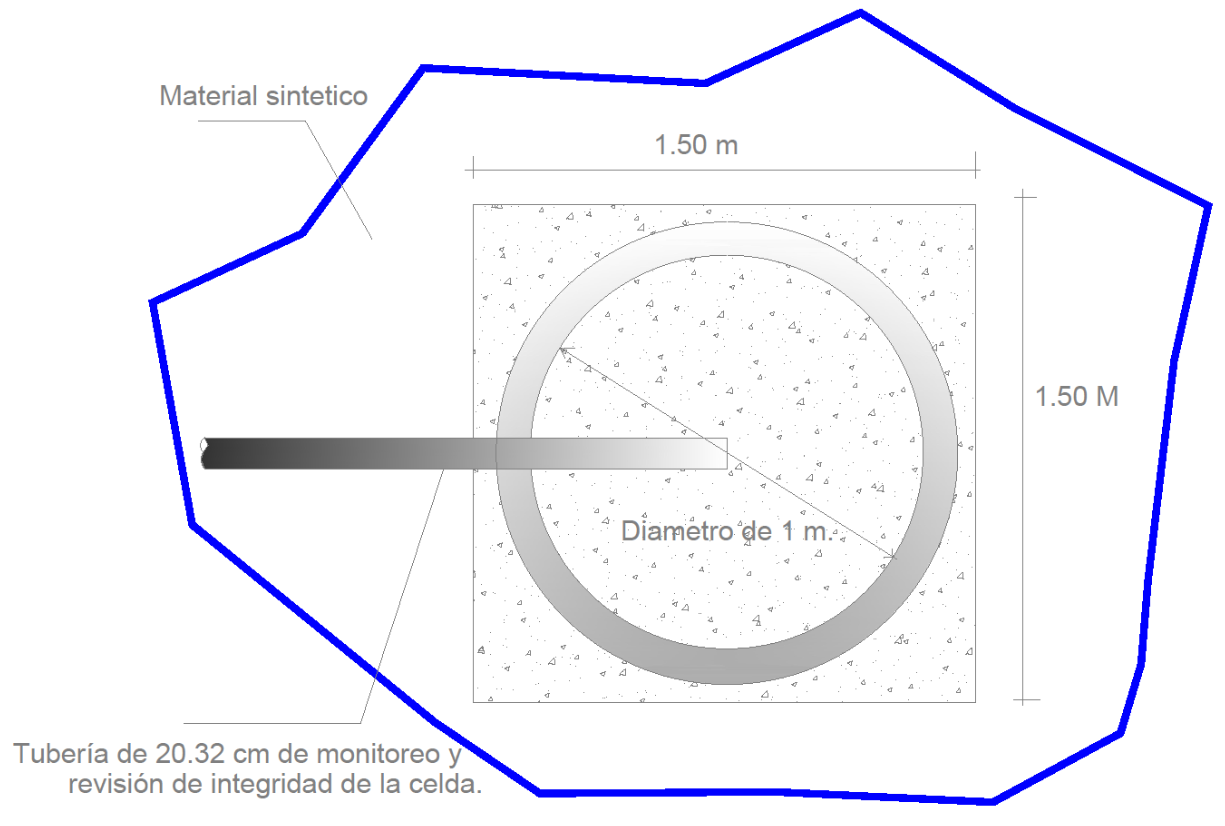 Material sintetico
1.50 m
1.50 M
Diametro de 1 m.
Tubería de 20.32 cm de monitoreo y
revisión de integridad de la celda.